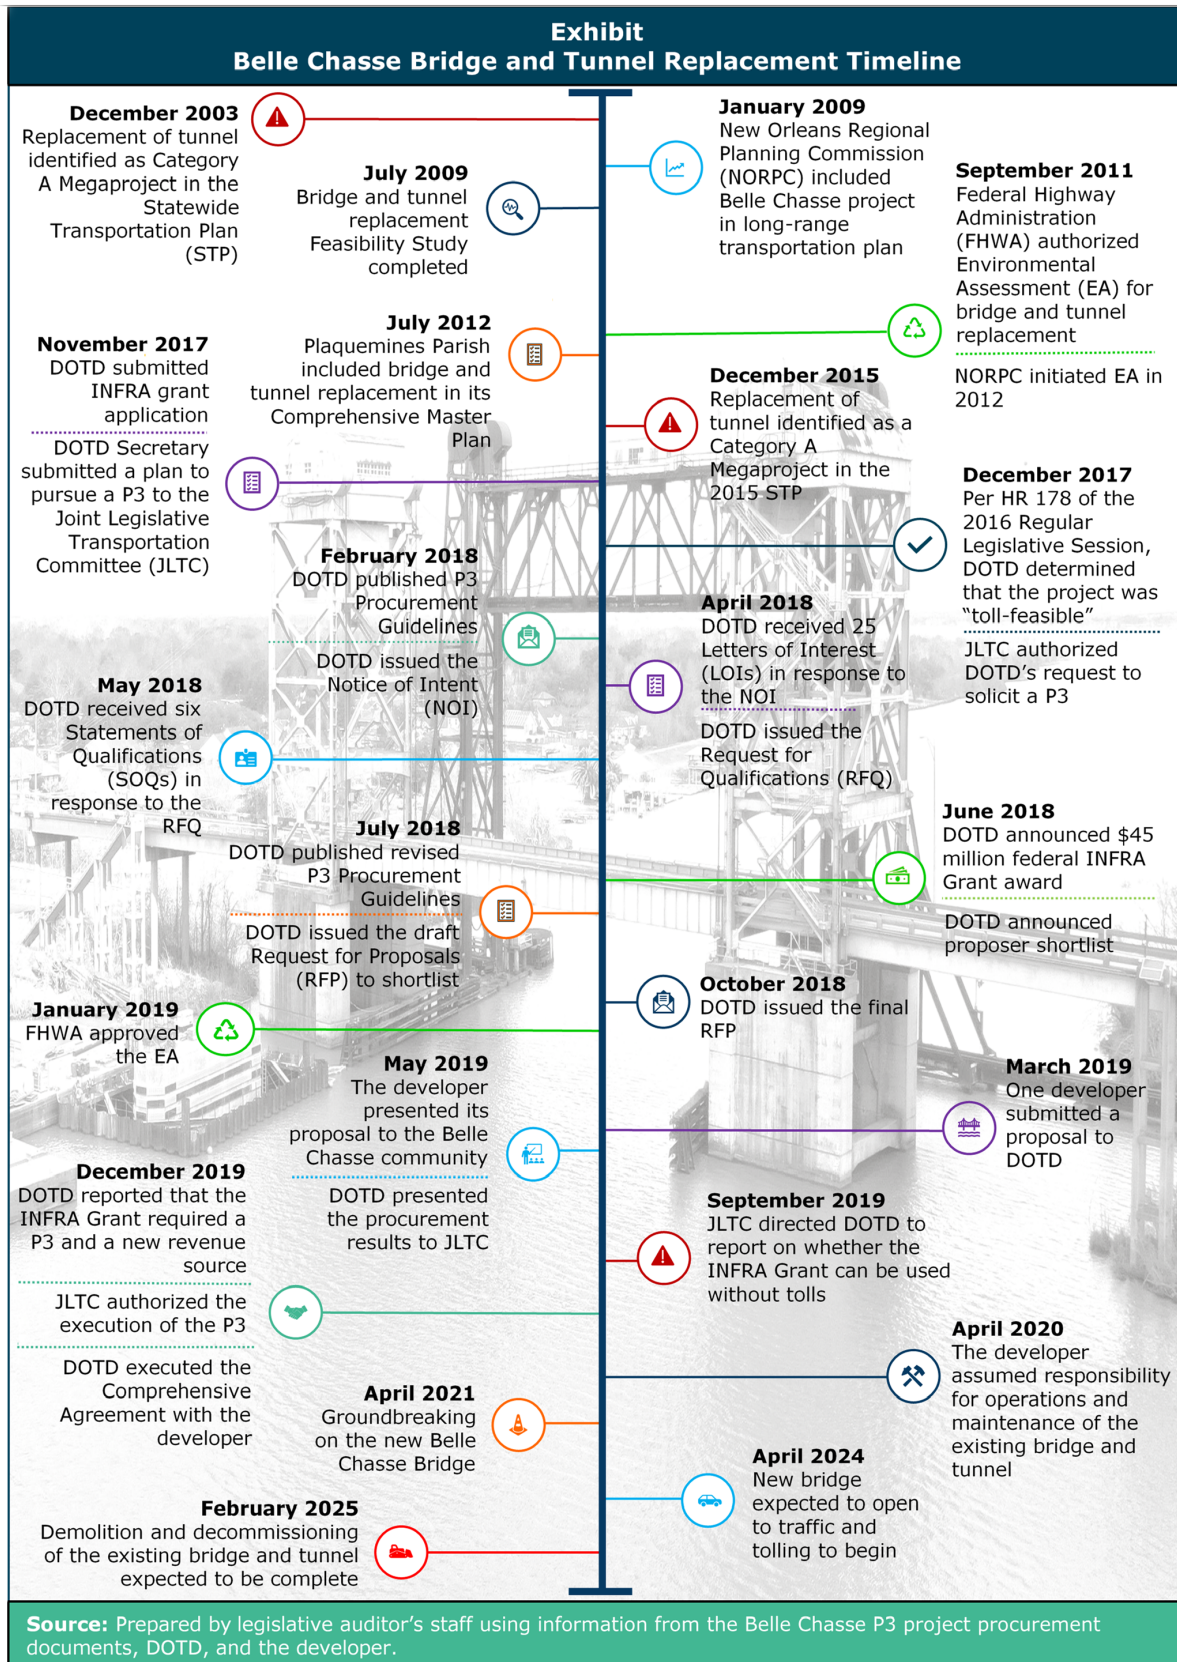 Exhibit
Belle Chasse Bridge and Tunnel Replacement Timeline
December 2003
Replacement of tunnel
identified as Category
A Megaproject in the
Statewide
Transportation Plan
(STP)
January 2009
New Orleans Regional
Planning Commission
(NORPC) included
Belle Chasse project
in long-range
transportation plan
July 2009
Bridge and tunnel
replacement
Feasibility Study
completed
September 2011
Federal Highway
Administration
(FHWA) authorized
Environmental
Assessment (EA) for
bridge and tunnel
replacement
NORPC initiated EA in
2012
July 2012
Plaquemines Parish
included bridge and
tunnel replacement in its
Comprehensive Master
Plan
December 2015
Replacement of
tunnel identified as a
Category A
Megaproject in the
2015 STP
November 2017
DOTD submitted
INFRA grant
application
DOTD Secretary
submitted a plan to
pursue a P3 to the
Joint Legislative
Transportation
Committee (JLTC)
December 2017
Per HR 178 of the
2016 Regular
Legislative Session,
DOTD determined
that the project was
“toll-feasible”
JLTC authorized
DOTD’s request to
solicit a P3
February 2018
DOTD published P3
Procurement
Guidelines
DOTD issued the
Notice of Intent
(NOI)
April 2018
DOTD received 25
Letters of Interest
(LOIs) in response to
the NOI
DOTD issued the
Request for
Qualifications (RFQ)
May 2018
DOTD received six
Statements of
Qualifications
(SOQs) in
response to the
RFQ
June 2018
DOTD announced $45
million federal INFRA
Grant award
DOTD announced
proposer shortlist
July 2018
DOTD published revised
P3 Procurement
Guidelines
DOTD issued the draft
Request for Proposals
(RFP) to shortlist
October 2018
DOTD issued the final
RFP
January 2019
FHWA approved
the EA
March 2019
One developer
submitted a
proposal to
DOTD
May 2019
The developer
presented its
proposal to the Belle
Chasse community
DOTD presented
the procurement
results to JLTC
September 2019
JLTC directed DOTD to
report on whether the
INFRA Grant can be used
without tolls
December 2019
DOTD reported that the
INFRA Grant required a
P3 and a new revenue
source
JLTC authorized the
execution of the P3
DOTD executed the
Comprehensive
Agreement with the
developer
April 2020
The developer
assumed responsibility
for operations and
maintenance of the
existing bridge and
tunnel
April 2021
Groundbreaking
on the new Belle
Chasse Bridge
April 2024
New bridge
expected to open
to traffic and
tolling to begin
February 2025
Demolition and decommissioning
of the existing bridge and tunnel
expected to be complete
Source: Prepared by legislative auditor’s staff using information from the Belle Chasse P3 project procurement
documents, DOTD, and the developer.